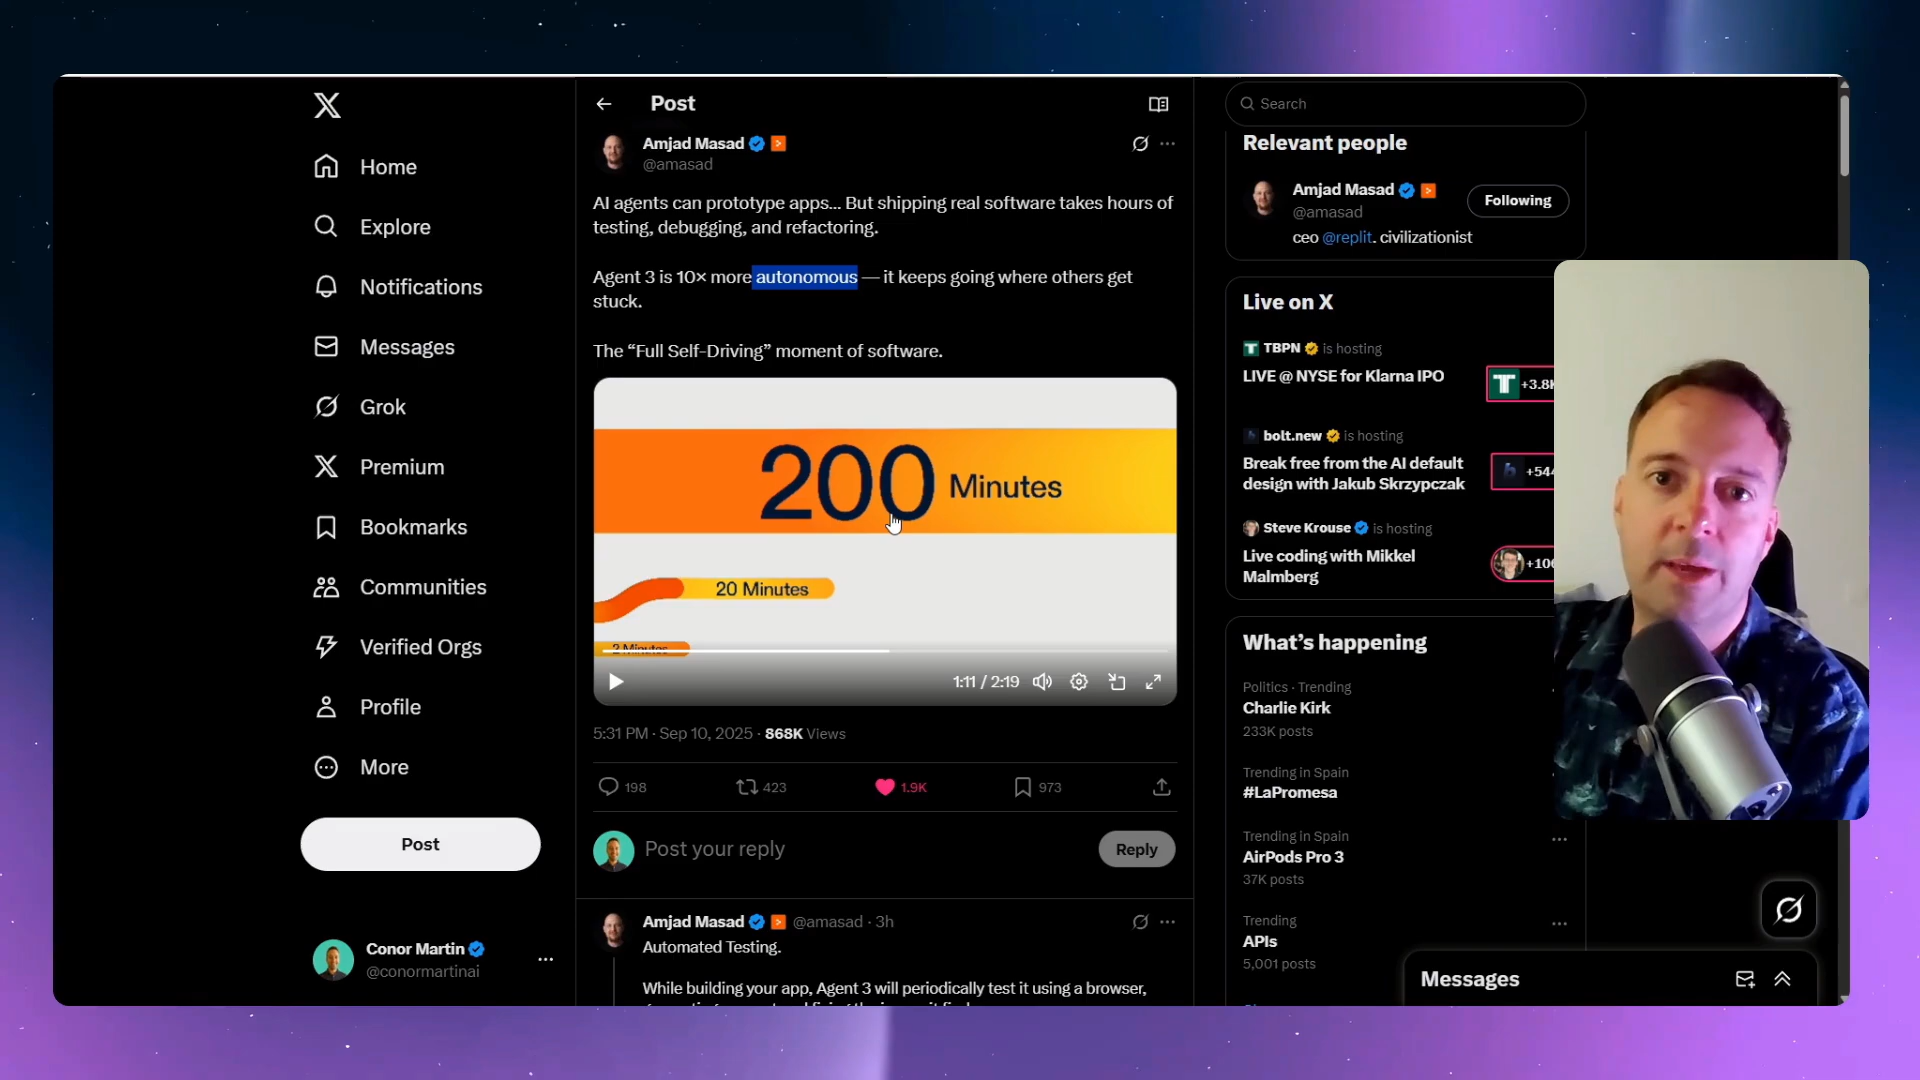 Home
Explore
Notifications
Messages
Grok
Premium
Bookmarks
Communities
Verified Orgs
Profile
More
Post
Conor Martin
@conormartinai
Post
Amjad Masad
@amasad
AI agents can prototype apps... But shipping real software takes hours of
testing, debugging, and refactoring.
Agent 3 is 10× more autonomous — it keeps going where others get
stuck.
The “Full Self-Driving” moment of software.
200 Minutes
20 Minutes
2 Minutes
1:11 / 2:19
5:31 PM · Sep 10, 2025 · 868K Views
198
423
1.9K
973
Post your reply
Reply
Amjad Masad @amasad · 3h
Automated Testing.
While building your app, Agent 3 will periodically test it using a browser,
Search
Relevant people
Amjad Masad
@amasad
Following
ceo @replit. civilizationist
Live on X
TBPN is hosting
LIVE @ NYSE for Klarna IPO
+3.8K
bolt.new is hosting
Break free from the AI default
design with Jakub Skrzypczak
+544
Steve Krouse is hosting
Live coding with Mikkel
Malmberg
+106
What’s happening
Politics · Trending
Charlie Kirk
233K posts
Trending in Spain
#LaPromesa
Trending in Spain
AirPods Pro 3
37K posts
Trending
APIs
5,001 posts
Messages